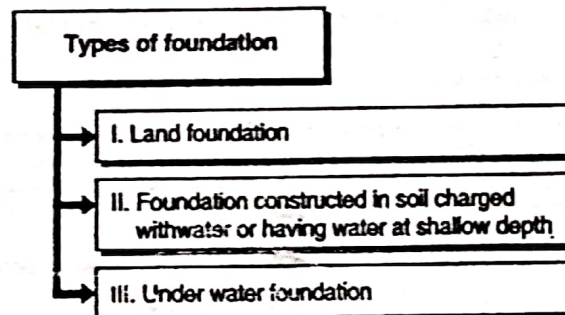 Types of foundation
I. Land foundation
II. Foundation constructed in soil charged
withwater or having water at shallow depth
III. Under water foundation